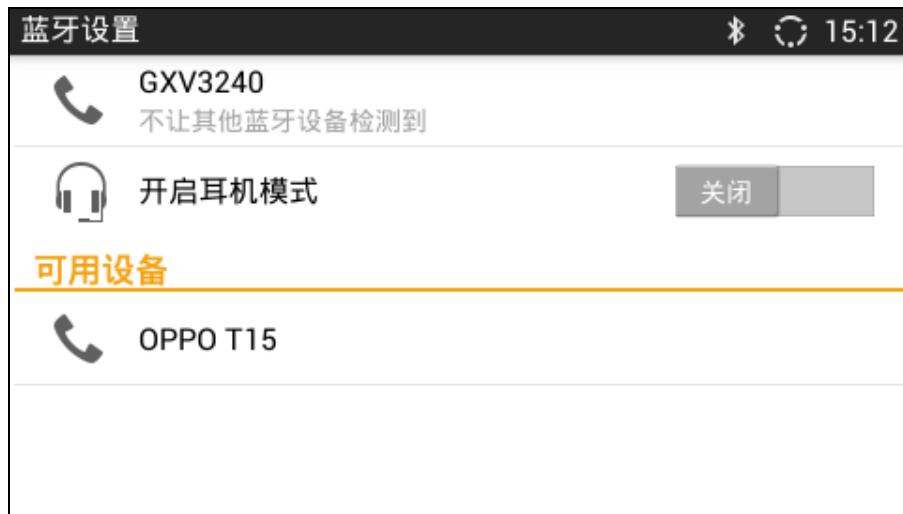 蓝牙设置 15:12
GXV3240
不让其他蓝牙设备检测到
开启耳机模式 关闭
可用设备
OPPO T15